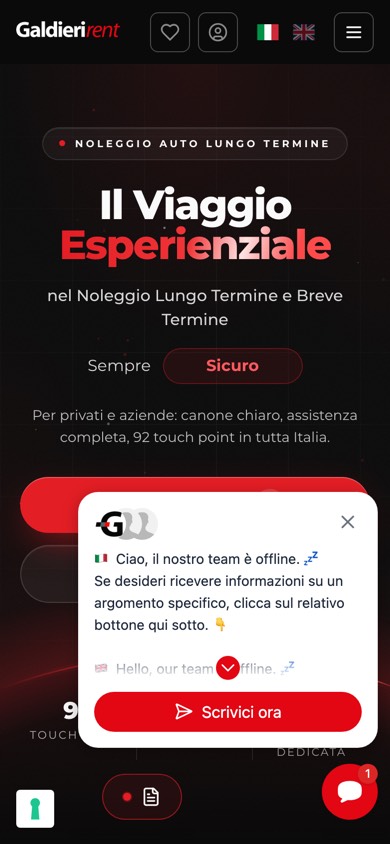 Galdierirent
NOLEGGIO AUTO LUNGO TERMINE
Il Viaggio
Esperienziale
nel Noleggio Lungo Termine e Breve
Termine
Sempre Sicuro
Per privati e aziende: canone chiaro, assistenza
completa, 92 touch point in tutta Italia.
G
🇮🇹 Ciao, il nostro team è offline. 💤
Se desideri ricevere informazioni su un
argomento specifico, clicca sul relativo
bottone qui sotto. 👇
🇬🇧 Hello, our team offline. 💤
Scrivici ora
9
TOUCH
DEDICATA
1